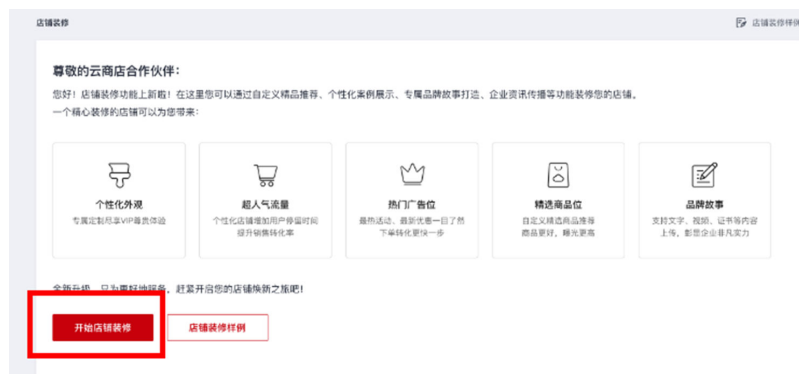 店铺装修
店铺装修样例
尊敬的云商店合作伙伴：
您好！店铺装修功能上新啦！在这里您可以通过自定义精品推荐、个性化案例展示、专属品牌故事打造、企业资讯传播等功能装修您的店铺。
一个精心装修的店铺可以为您带来：
个性化外观
专属定制尽享VIP尊贵体验
超人气流量
个性化店铺增加用户停留时间
提升销售转化率
热门广告位
最热活动、最新优惠一目了然
下单转化更快一步
精选商品位
自定义精选商品推荐
商品更好，曝光更高
品牌故事
支持文字、视频、证书等内容
上传，彰显企业非凡实力
全新升级，只为更好地服务，赶紧开启您的店铺焕新之旅吧！
开始店铺装修
店铺装修样例